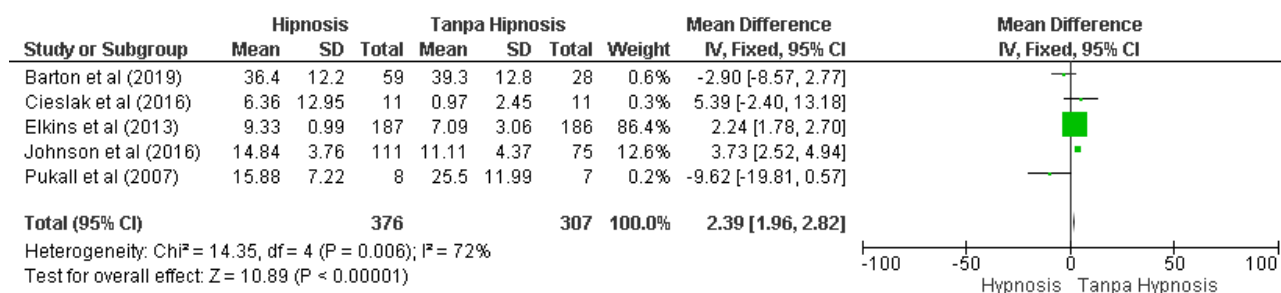 Hipnosis Tanpa Hipnosis Mean Difference Mean Difference
Study or Subgroup Mean SD Total Mean SD Total Weight IV, Fixed, 95% CI IV, Fixed, 95% CI
Barton et al (2019) 36.4 12.2 59 39.3 12.8 28 0.6% -2.90 [-8.57, 2.77]
Cieslak et al (2016) 6.36 12.95 11 0.97 2.45 11 0.3% 5.39 [-2.40, 13.18]
Elkins et al (2013) 9.33 0.99 187 7.09 3.06 186 86.4% 2.24 [1.78, 2.70]
Johnson et al (2016) 14.84 3.76 111 11.11 4.37 75 12.6% 3.73 [2.52, 4.94]
Pukall et al (2007) 15.88 7.22 8 25.5 11.99 7 0.2% -9.62 [-19.81, 0.57]
Total (95% CI) 376 307 100.0% 2.39 [1.96, 2.82]
Heterogeneity: Chi² = 14.35, df = 4 (P = 0.006); I² = 72%
Test for overall effect: Z = 10.89 (P < 0.00001)
-100 -50 0 50 100
Hypnosis Tanpa Hypnosis